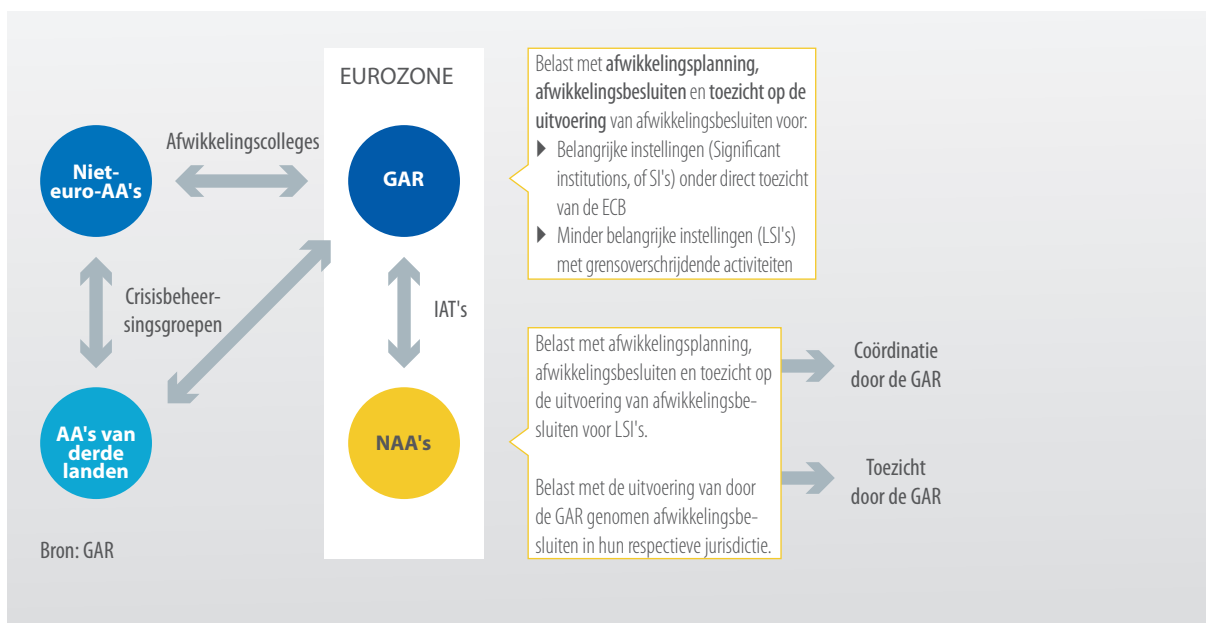 EUROZONE
Afwikkelingscolleges
Niet-
euro-AA's
GAR
Crisisbeheer-
singsgroepen
IAT's
AA's van
derde
landen
NAA's
Bron: GAR
Belast met afwikkelingsplanning,
afwikkelingsbesluiten en toezicht op de
uitvoering van afwikkelingsbesluiten voor:
Belangrijke instellingen (Significant
institutions, of SI's) onder direct toezicht
van de ECB
Minder belangrijke instellingen (LSI's)
met grensoverschrijdende activiteiten
Belast met afwikkelingsplanning,
afwikkelingsbesluiten en toezicht op
de uitvoering van afwikkelingsbe-
sluiten voor LSI's.
Belast met de uitvoering van door
de GAR genomen afwikkelingsbe-
sluiten in hun respectieve jurisdictie.
Coördinatie
door de GAR
Toezicht
door de GAR